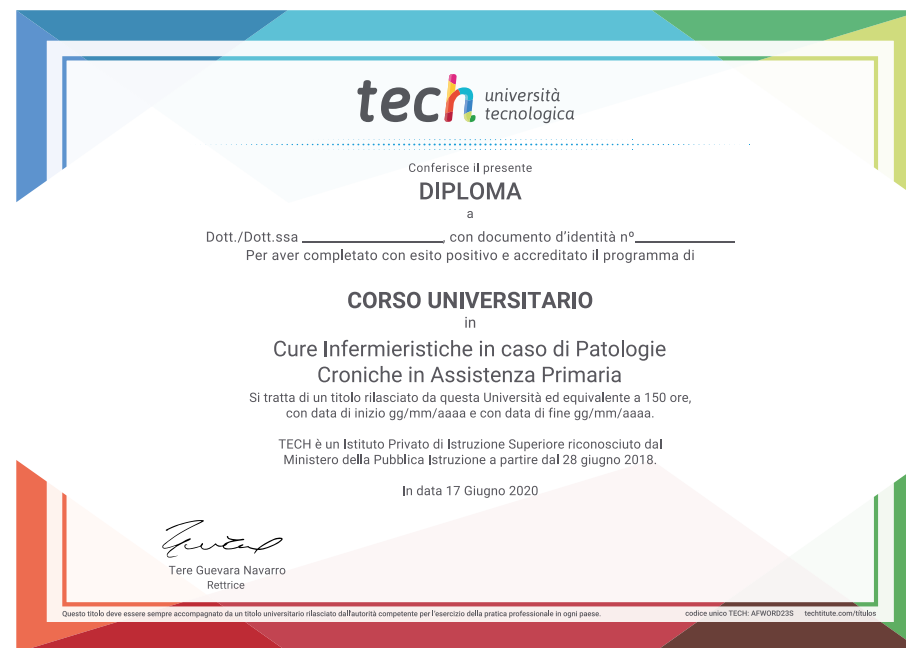 tech università
tecnologica
Conferisce il presente
DIPLOMA
a
Dott./Dott.ssa ________________, con documento d'identità nº____________
Per aver completato con esito positivo e accreditato il programma di
CORSO UNIVERSITARIO
in
Cure Infermieristiche in caso di Patologie
Croniche in Assistenza Primaria
Si tratta di un titolo rilasciato da questa Università ed equivalente a 150 ore,
con data di inizio gg/mm/aaaa e con data di fine gg/mm/aaaa.
TECH è un Istituto Privato di Istruzione Superiore riconosciuto dal
Ministero della Pubblica Istruzione a partire dal 28 giugno 2018.
In data 17 Giugno 2020
Tere Guevara Navarro
Rettrice
Questo titolo deve essere sempre accompagnato da un titolo universitario rilasciato dall'autorità competente per l'esercizio della pratica professionale in ogni paese.
codice unico TECH: AFWORD23S techtitute.com/títulos